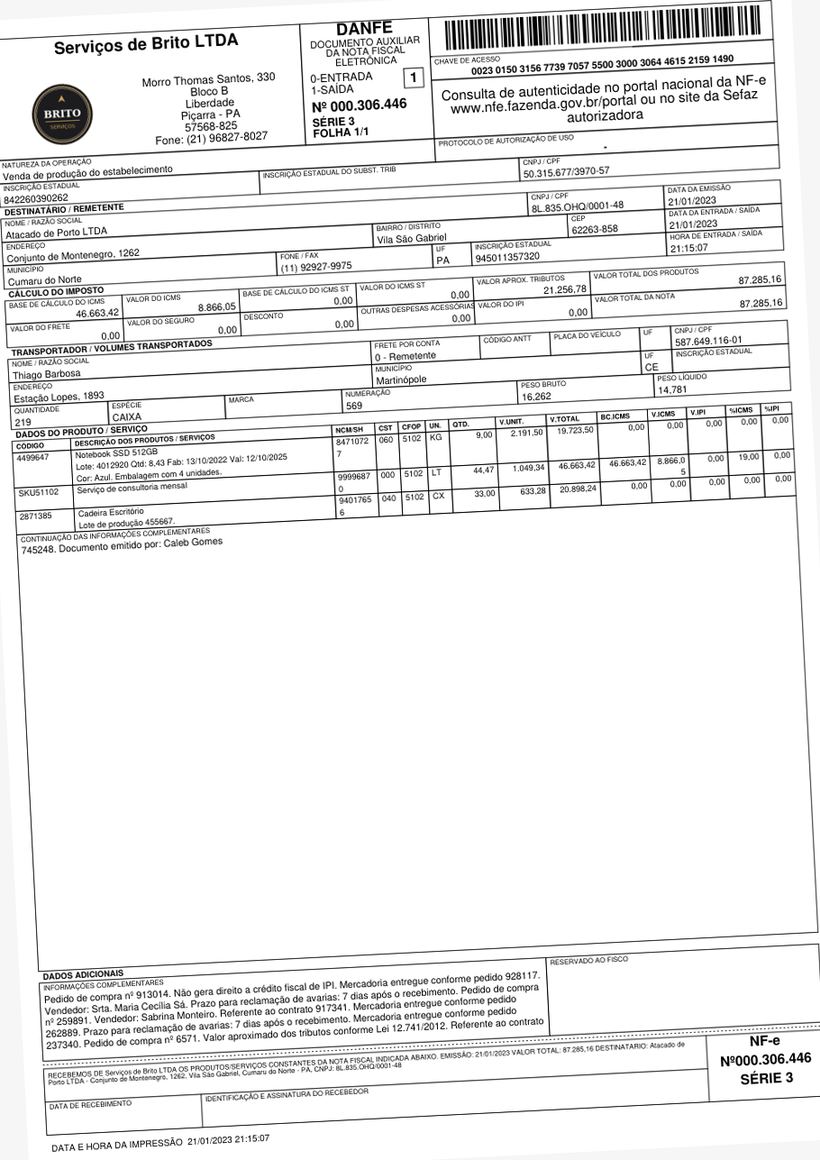 Serviços de Brito LTDA
BRITO
SERVIÇOS
Morro Thomas Santos, 330
Bloco B
Liberdade
Piçarra - PA
57568-825
Fone: (21) 96827-8027
DANFE
DOCUMENTO AUXILIAR
DA NOTA FISCAL
ELETRÔNICA
0-ENTRADA
1-SAÍDA
1
Nº 000.306.446
SÉRIE 3
FOLHA 1/1
CHAVE DE ACESSO
0023 0150 3156 7739 7057 5500 3000 3064 4615 2159 1490
Consulta de autenticidade no portal nacional da NF-e
www.nfe.fazenda.gov.br/portal ou no site da Sefaz
autorizadora
PROTOCOLO DE AUTORIZAÇÃO DE USO
-
NATUREZA DA OPERAÇÃO
Venda de produção do estabelecimento
INSCRIÇÃO ESTADUAL
842260390262
INSCRIÇÃO ESTADUAL DO SUBST. TRIB
CNPJ / CPF
50.315.677/3970-57
DESTINATÁRIO / REMETENTE
NOME / RAZÃO SOCIAL
Atacado de Porto LTDA
CNPJ / CPF
8L.835.OHQ/0001-48
DATA DA EMISSÃO
21/01/2023
ENDEREÇO
Conjunto de Montenegro, 1262
BAIRRO / DISTRITO
Vila São Gabriel
CEP
62263-858
DATA DA ENTRADA / SAÍDA
21/01/2023
MUNICÍPIO
Cumaru do Norte
FONE / FAX
(11) 92927-9975
UF
PA
INSCRIÇÃO ESTADUAL
945011357320
HORA DE ENTRADA / SAÍDA
21:15:07
CÁLCULO DO IMPOSTO
BASE DE CÁLCULO DO ICMS
46.663,42
VALOR DO ICMS
8.866,05
BASE DE CÁLCULO DO ICMS ST
0,00
VALOR DO ICMS ST
0,00
VALOR APROX. TRIBUTOS
21.256,78
VALOR TOTAL DOS PRODUTOS
87.285,16
VALOR DO FRETE
0,00
VALOR DO SEGURO
0,00
DESCONTO
0,00
OUTRAS DESPESAS ACESSÓRIAS
0,00
VALOR DO IPI
0,00
VALOR TOTAL DA NOTA
87.285,16
TRANSPORTADOR / VOLUMES TRANSPORTADOS
NOME / RAZÃO SOCIAL
Thiago Barbosa
FRETE POR CONTA
0 - Remetente
CÓDIGO ANTT
PLACA DO VEÍCULO
UF
CNPJ / CPF
587.649.116-01
ENDEREÇO
Estação Lopes, 1893
MUNICÍPIO
Martinópole
UF
CE
INSCRIÇÃO ESTADUAL
QUANTIDADE
219
ESPÉCIE
CAIXA
MARCA
NUMERAÇÃO
569
PESO BRUTO
16,262
PESO LÍQUIDO
14,781
DADOS DO PRODUTO / SERVIÇO
CÓDIGO DESCRIÇÃO DOS PRODUTOS / SERVIÇOS NCM/SH CST CFOP UN. QTD. V.UNIT. V.TOTAL BC.ICMS V.ICMS V.IPI %ICMS %IPI
4499647 Notebook SSD 512GB 8471072 060 5102 KG 9,00 2.191,50 19.723,50 0,00 0,00 0,00 0,00 0,00
Lote: 4012920 Qtd: 8,43 Fab: 13/10/2022 Val: 12/10/2025 7
Cor: Azul. Embalagem com 4 unidades.
SKU51102 Serviço de consultoria mensal 9999687 000 5102 LT 44,47 1.049,34 46.663,42 46.663,42 8.866,0 0,00 19,00 0,00
0 5
2871385 Cadeira Escritório 9401765 040 5102 CX 33,00 633,28 20.898,24 0,00 0,00 0,00 0,00 0,00
Lote de produção 455667. 6
CONTINUAÇÃO DAS INFORMAÇÕES COMPLEMENTARES
745248. Documento emitido por: Caleb Gomes
DADOS ADICIONAIS
INFORMAÇÕES COMPLEMENTARES
Pedido de compra nº 913014. Não gera direito a crédito fiscal de IPI. Mercadoria entregue conforme pedido 928117.
Vendedor: Srta. Maria Cecília Sá. Prazo para reclamação de avarias: 7 dias após o recebimento. Pedido de compra
nº 259891. Vendedor: Sabrina Monteiro. Referente ao contrato 917341. Mercadoria entregue conforme pedido
262889. Prazo para reclamação de avarias: 7 dias após o recebimento. Mercadoria entregue conforme pedido
237340. Pedido de compra nº 6571. Valor aproximado dos tributos conforme Lei 12.741/2012. Referente ao contrato
RESERVADO AO FISCO
RECEBEMOS DE Serviços de Brito LTDA OS PRODUTOS/SERVIÇOS CONSTANTES DA NOTA FISCAL INDICADA ABAIXO. EMISSÃO: 21/01/2023 VALOR TOTAL: 87.285,16 DESTINATARIO: Atacado de
Porto LTDA - Conjunto de Montenegro, 1262, Vila São Gabriel, Cumaru do Norte - PA, CNPJ: 8L.835.OHQ/0001-48
DATA DE RECEBIMENTO
IDENTIFICAÇÃO E ASSINATURA DO RECEBEDOR
NF-e
Nº000.306.446
SÉRIE 3
DATA E HORA DA IMPRESSÃO 21/01/2023 21:15:07